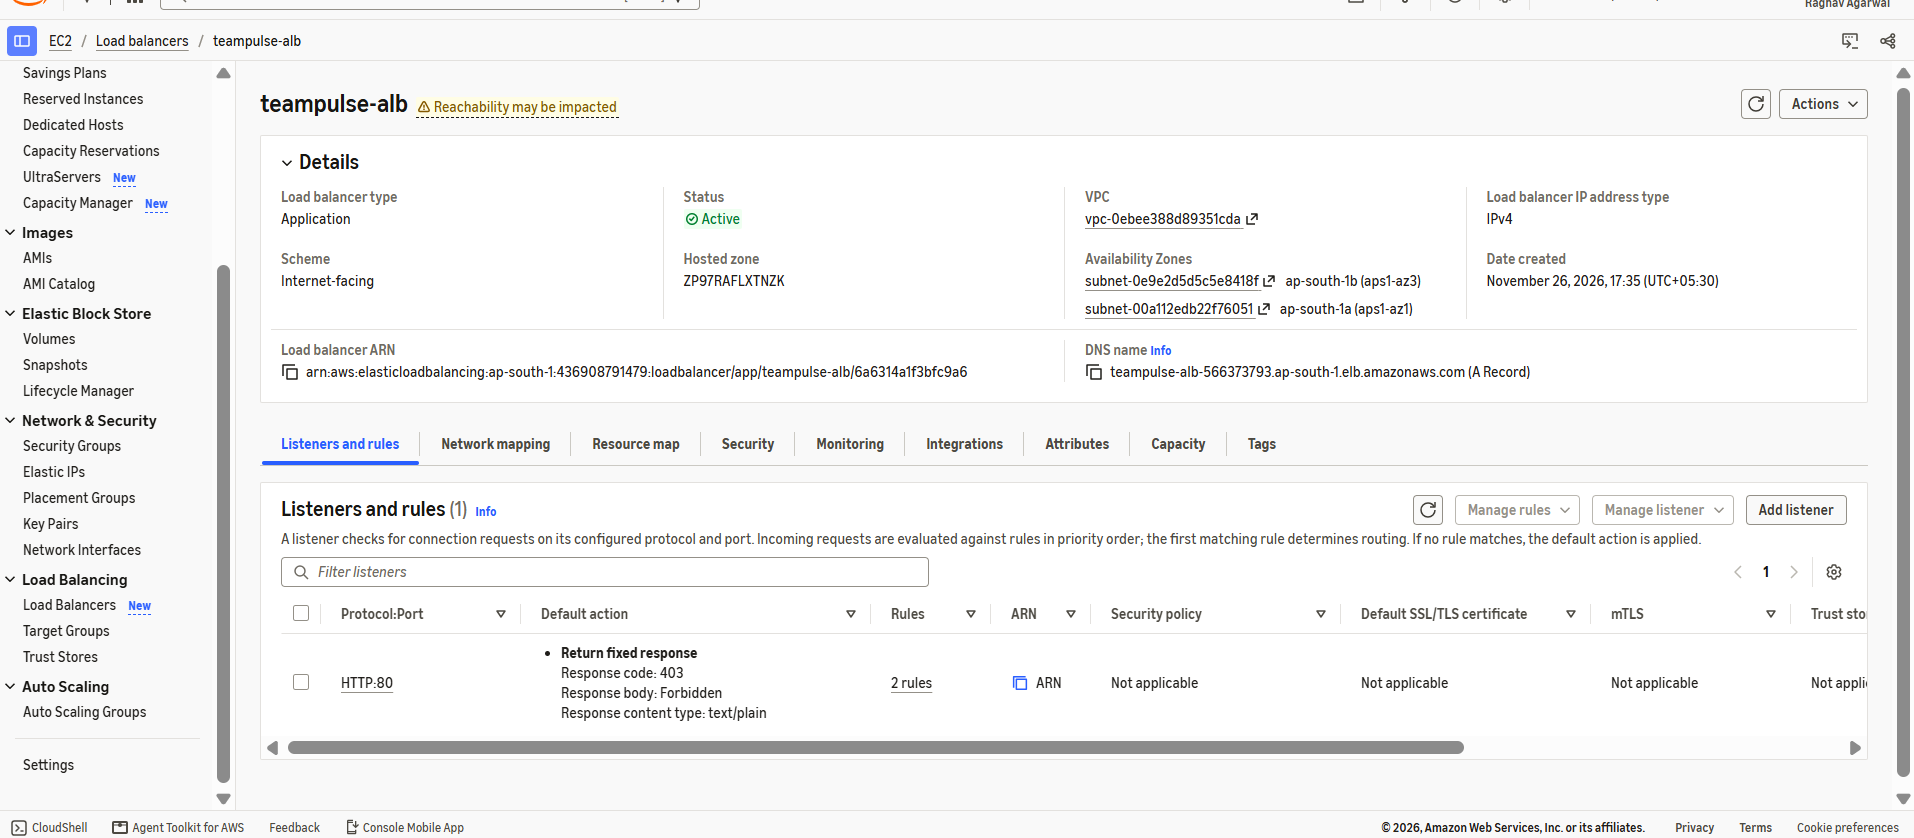 Raghav Agarwal
EC2 / Load balancers / teampulse-alb
Savings Plans
Reserved Instances
Dedicated Hosts
Capacity Reservations
UltraServers New
Capacity Manager New
Images
AMIs
AMI Catalog
Elastic Block Store
Volumes
Snapshots
Lifecycle Manager
Network & Security
Security Groups
Elastic IPs
Placement Groups
Key Pairs
Network Interfaces
Load Balancing
Load Balancers New
Target Groups
Trust Stores
Auto Scaling
Auto Scaling Groups
Settings
teampulse-alb Reachability may be impacted
Actions
Details
Load balancer type
Application
Status
Active
VPC
vpc-0ebee388d89351cda
Load balancer IP address type
IPv4
Scheme
Internet-facing
Hosted zone
ZP97RAFLXTNZK
Availability Zones
subnet-0e9e2d5d5c5e8418f ap-south-1b (aps1-az3)
subnet-00a112edb22f76051 ap-south-1a (aps1-az1)
Date created
November 26, 2026, 17:35 (UTC+05:30)
Load balancer ARN
arn:aws:elasticloadbalancing:ap-south-1:436908791479:loadbalancer/app/teampulse-alb/6a6314a1f3bfc9a6
DNS name Info
teampulse-alb-566373793.ap-south-1.elb.amazonaws.com (A Record)
Listeners and rules Network mapping Resource map Security Monitoring Integrations Attributes Capacity Tags
Listeners and rules (1) Info
Manage rules Manage listener Add listener
A listener checks for connection requests on its configured protocol and port. Incoming requests are evaluated against rules in priority order; the first matching rule determines routing. If no rule matches, the default action is applied.
Filter listeners
1
Protocol:Port Default action Rules ARN Security policy Default SSL/TLS certificate mTLS Trust sto
HTTP:80
• Return fixed response
Response code: 403
Response body: Forbidden
Response content type: text/plain
2 rules
ARN
Not applicable
Not applicable
Not applicable
Not appli
CloudShell Agent Toolkit for AWS Feedback Console Mobile App
© 2026, Amazon Web Services, Inc. or its affiliates. Privacy Terms Cookie preferences